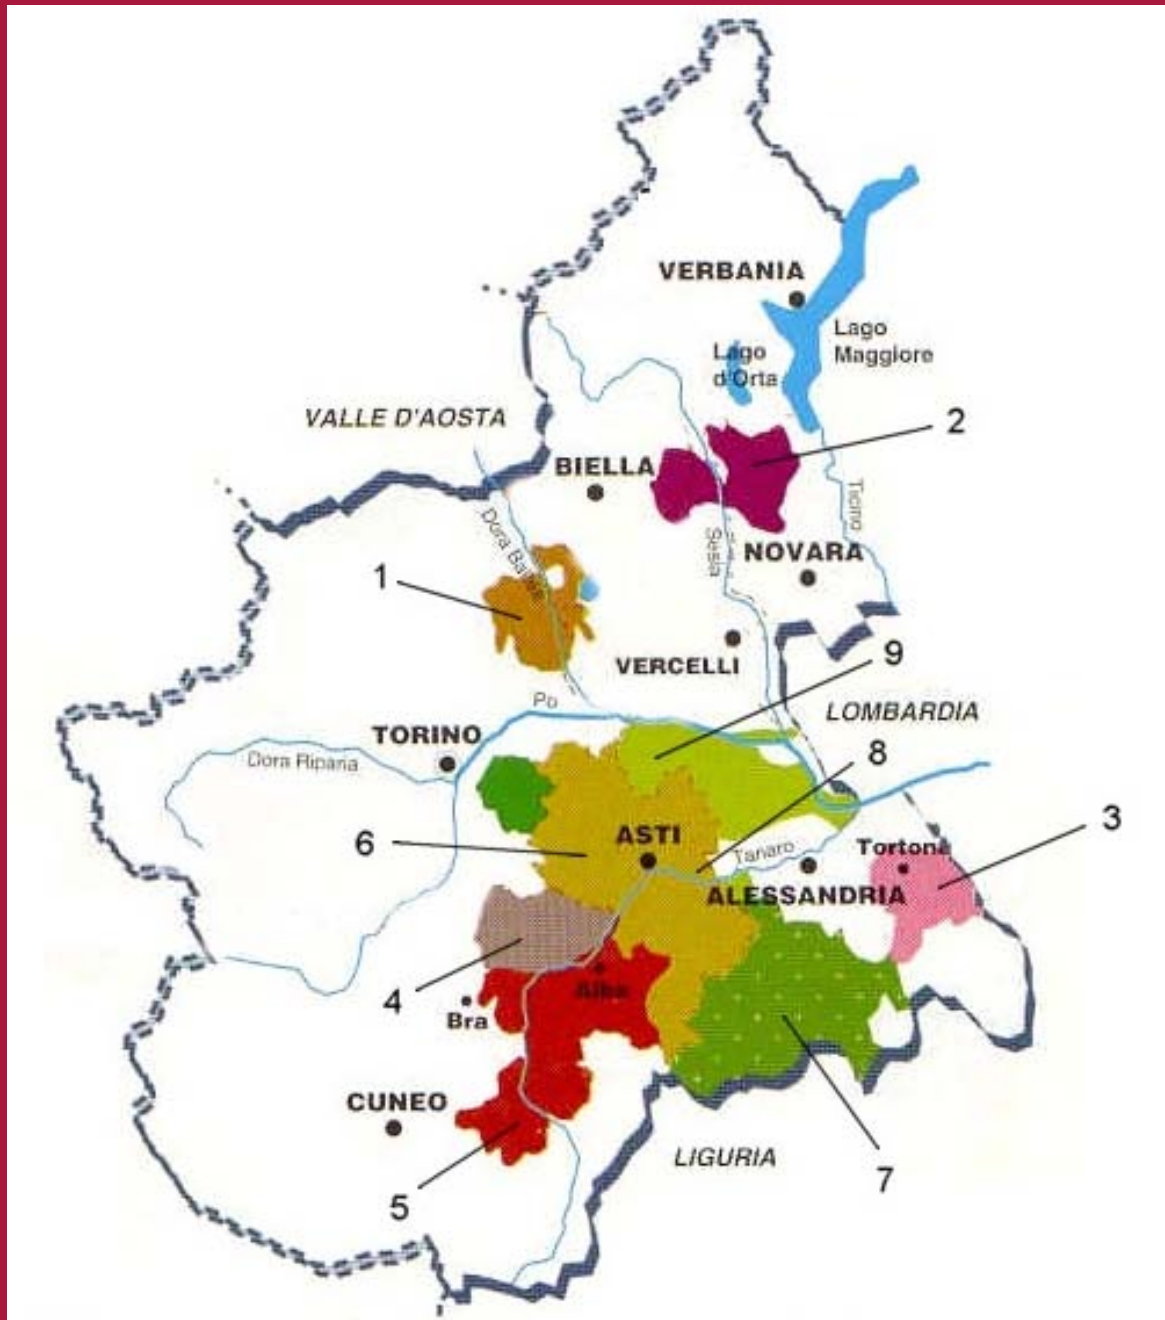 VERBANIA
Lago
Maggiore
Lago
d'Orta
VALLE D'AOSTA
2
BIELLA
Ticino
Dora Baltea
Sesia
NOVARA
1
VERCELLI
9
Po
LOMBARDIA
TORINO
Dora Riparia
8
ASTI
6
3
Tanaro
Tortona
ALESSANDRIA
4
Alba
Bra
CUNEO
LIGURIA
7
5